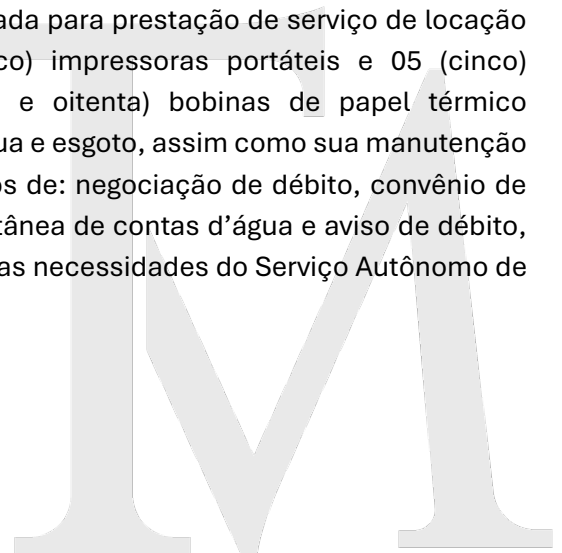 ada para prestação de serviço de locação
co) impressoras portáteis e 05 (cinco)
e oitenta) bobinas de papel térmico
ua e esgoto, assim como sua manutenção
os de: negociação de débito, convênio de
tânea de contas d’água e aviso de débito,
as necessidades do Serviço Autônomo de